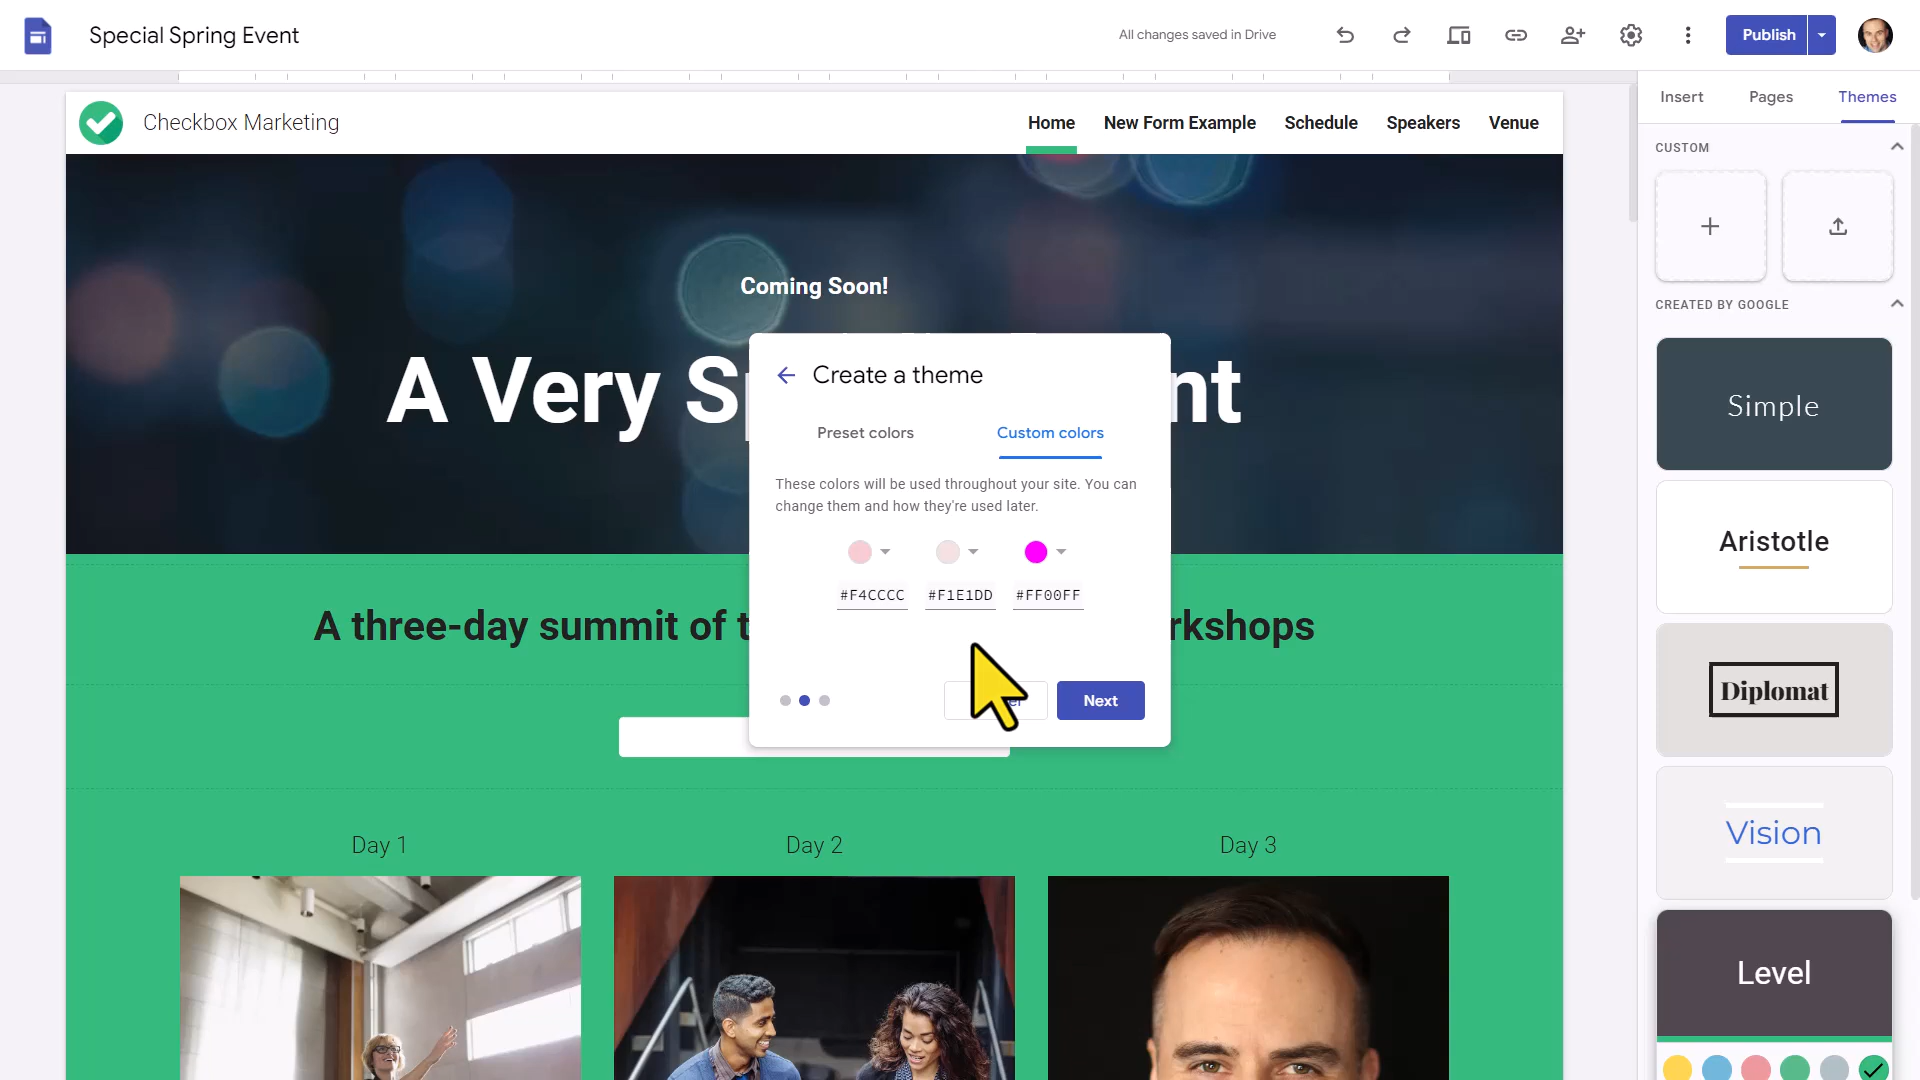 Special Spring Event
All changes saved in Drive
Publish
Insert
Pages
Themes
Checkbox Marketing
Home
New Form Example
Schedule
Speakers
Venue
CUSTOM
CREATED BY GOOGLE
Coming Soon!
A Very Sp
nt
Create a theme
Preset colors
Custom colors
These colors will be used throughout your site. You can
change them and how they're used later.
#F4CCCC
#F1E1DD
#FF00FF
Next
A three-day summit of t
rkshops
Day 1
Day 2
Day 3
Simple
Aristotle
Diplomat
Vision
Level